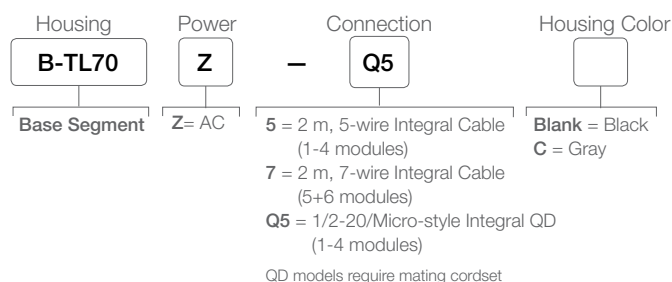 Housing Power Connection Housing Color
B-TL70 Z – Q5
Base Segment
Z= AC
5 = 2 m, 5-wire Integral Cable
(1-4 modules)
7 = 2 m, 7-wire Integral Cable
(5+6 modules)
Q5 = 1/2-20/Micro-style Integral QD
(1-4 modules)
QD models require mating cordset
Blank = Black
C = Gray